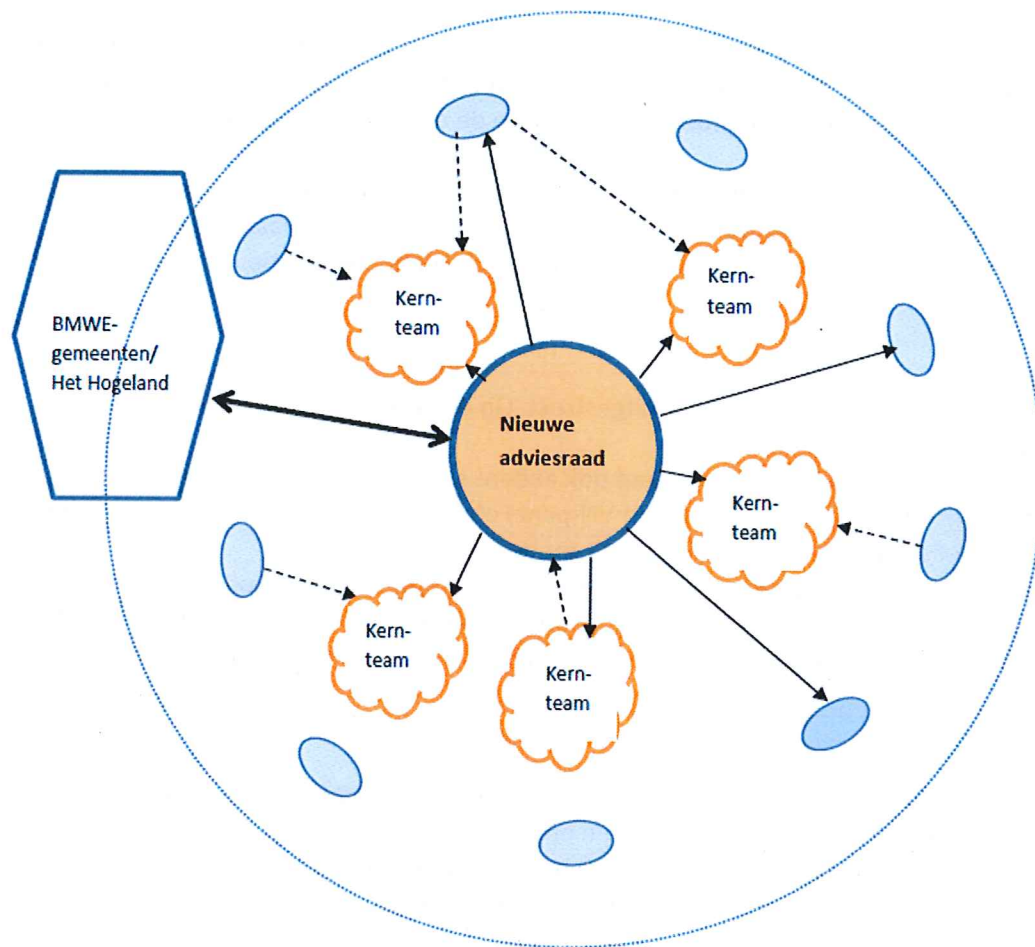 Kern-
team
Kern-
team
BMWE-
gemeenten/
Het Hogeland
Nieuwe
adviesraad
Kern-
team
Kern-
team
Kern-
team